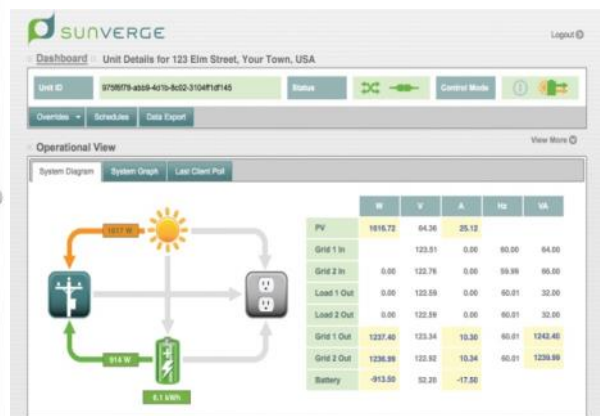 SUNVERGE
Logout
Dashboard Unit Details for 123 Elm Street, Your Town, USA
Unit ID 975f6f79-abb9-4d1b-8c02-3104ff1df145 Status Control Mode
Overrides Schedules Data Export
Operational View View More
System Diagram System Graph Last Client Poll
W V A Hz VA
PV 1616.72 64.36 25.12
Grid 1 In 123.51 0.00 60.00 64.00
Grid 2 In 0.00 122.76 0.00 59.99 66.00
Load 1 Out 0.00 122.59 0.00 60.01 32.00
Load 2 Out 0.00 122.59 0.00 60.01 32.00
Grid 1 Out 1237.40 123.34 10.30 60.01 1242.40
Grid 2 Out 1236.99 122.92 10.34 60.01 1239.99
Battery -913.50 52.20 -17.50
1617 W
914 W
6.1 kWh